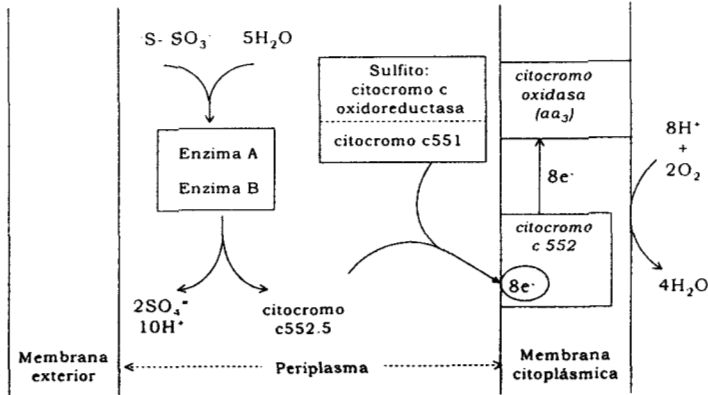 S- SO₃⁻ 5H₂O
Enzima A
Enzima B
2SO₄⁼
10H⁺
citocromo
c552.5
Sulfito:
citocromo c
oxidoreductasa
citocromo c551
citocromo
oxidasa
(aa₃)
8e⁻
citocromo
c 552
8e⁻
8H⁺
+
2O₂
4H₂O
Membrana
exterior
Periplasma
Membrana
citoplásmica